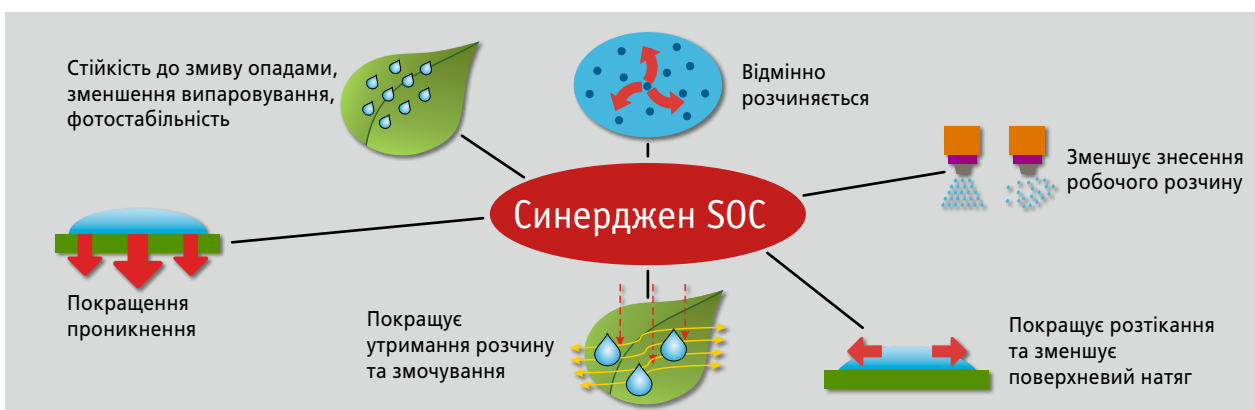 Стійкість до змиву опадами,
зменшення випаровування,
фотостабільність
Відмінно
розчиняється
Зменшує знесення
робочого розчину
Синерджен SOC
Покращення
проникнення
Покращує
утримання розчину
та змочування
Покращує розтікання
та зменшує
поверхневий натяг